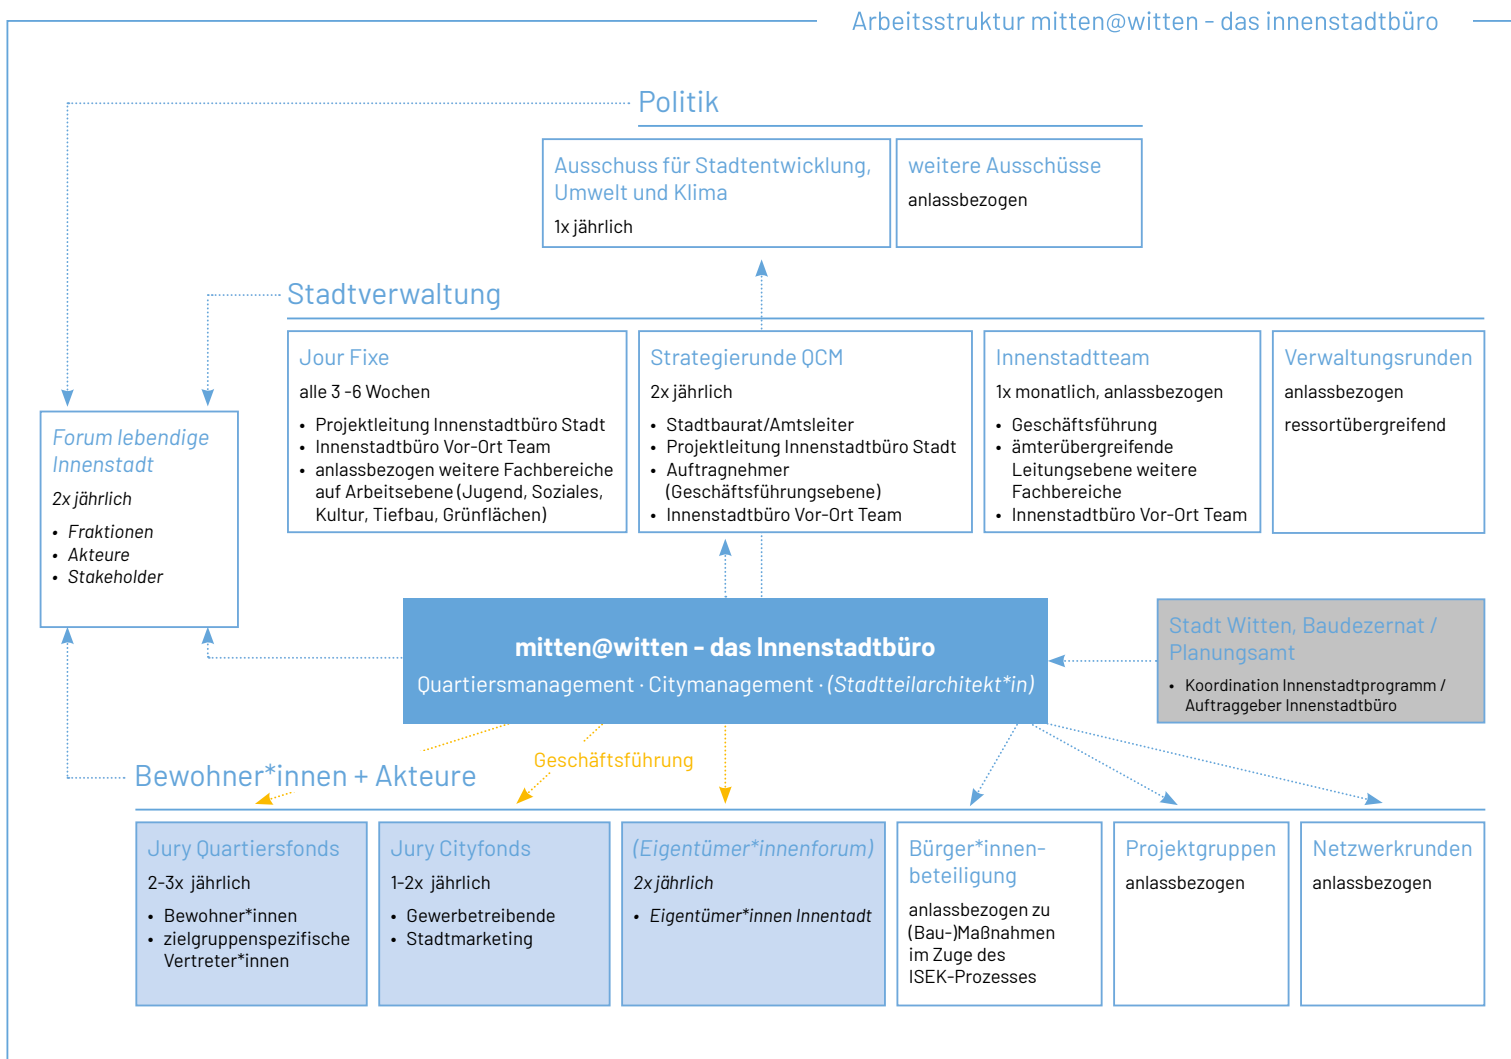 Arbeitsstruktur mitten@witten - das innenstadtbüro
Politik
Ausschuss für Stadtentwicklung,
Umwelt und Klima
1x jährlich
weitere Ausschüsse
anlassbezogen
Stadtverwaltung
Jour Fixe
alle 3 -6 Wochen
• Projektleitung Innenstadtbüro Stadt
• Innenstadtbüro Vor-Ort Team
• anlassbezogen weitere Fachbereiche
auf Arbeitsebene (Jugend, Soziales,
Kultur, Tiefbau, Grünflächen)
Strategierunde QCM
2x jährlich
• Stadtbaurat/Amtsleiter
• Projektleitung Innenstadtbüro Stadt
• Auftragnehmer
(Geschäftsführungsebene)
• Innenstadtbüro Vor-Ort Team
Innenstadtteam
1x monatlich, anlassbezogen
• Geschäftsführung
• ämterübergreifende
Leitungsebene weitere
Fachbereiche
• Innenstadtbüro Vor-Ort Team
Verwaltungsrunden
anlassbezogen
ressortübergreifend
Forum lebendige
Innenstadt
2x jährlich
• Fraktionen
• Akteure
• Stakeholder
mitten@witten - das Innenstadtbüro
Quartiersmanagement · Citymanagement · (Stadtteilarchitekt*in)
Stadt Witten, Baudezernat /
Planungsamt
• Koordination Innenstadtprogramm /
Auftraggeber Innenstadtbüro
Geschäftsführung
Bewohner*innen + Akteure
Jury Quartiersfonds
2-3x jährlich
• Bewohner*innen
• zielgruppenspezifische
Vertreter*innen
Jury Cityfonds
1-2x jährlich
• Gewerbetreibende
• Stadtmarketing
(Eigentümer*innenforum)
2x jährlich
• Eigentümer*innen Innentadt
Bürger*innen-
beteiligung
anlassbezogen zu
(Bau-)Maßnahmen
im Zuge des
ISEK-Prozesses
Projektgruppen
anlassbezogen
Netzwerkrunden
anlassbezogen